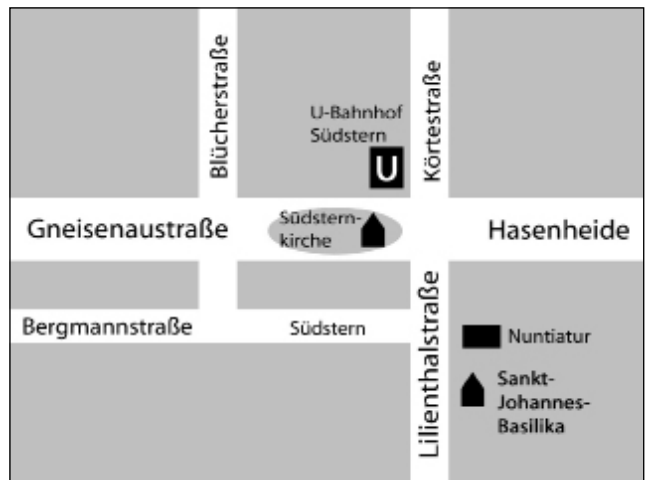 Blücherstraße
Körtestraße
U-Bahnhof
Südstern
U
Gneisenaustraße
Südstern-
kirche
Hasenheide
Bergmannstraße
Südstern
Lilienthalstraße
Nuntiatur
Sankt-
Johannes-
Basilika